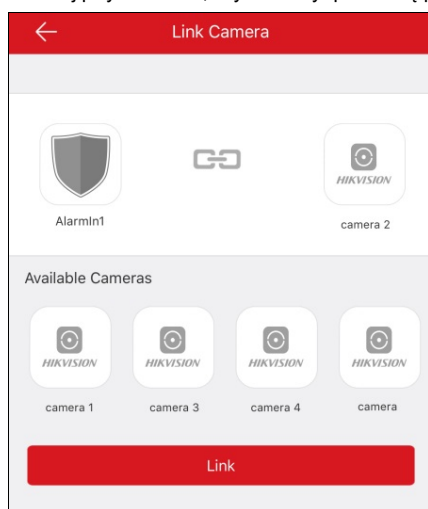 Link Camera
HIKVISION
AlarmIn1
camera 2
Available Cameras
HIKVISION HIKVISION HIKVISION HIKVISION
camera 1 camera 3 camera 4 camera
Link